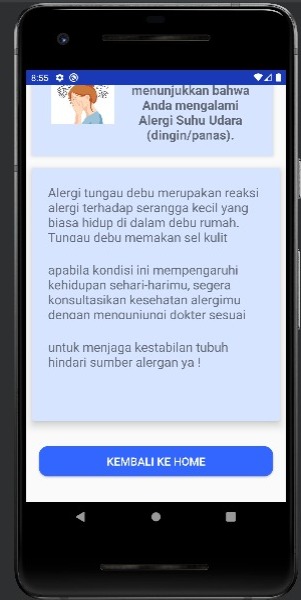 8:55
menunjukkan bahwa
Anda mengalami
Alergi Suhu Udara
(dingin/panas).
Alergi tungau debu merupakan reaksi
alergi terhadap serangga kecil yang
biasa hidup di dalam debu rumah.
Tungau debu memakan sel kulit
apabila kondisi ini mempengaruhi
kehidupan sehari-harimu, segera
konsultasikan kesehatan alergimu
dengan mengunjungi dokter sesuai
untuk menjaga kestabilan tubuh
hindari sumber alergan ya !
KEMBALI KE HOME